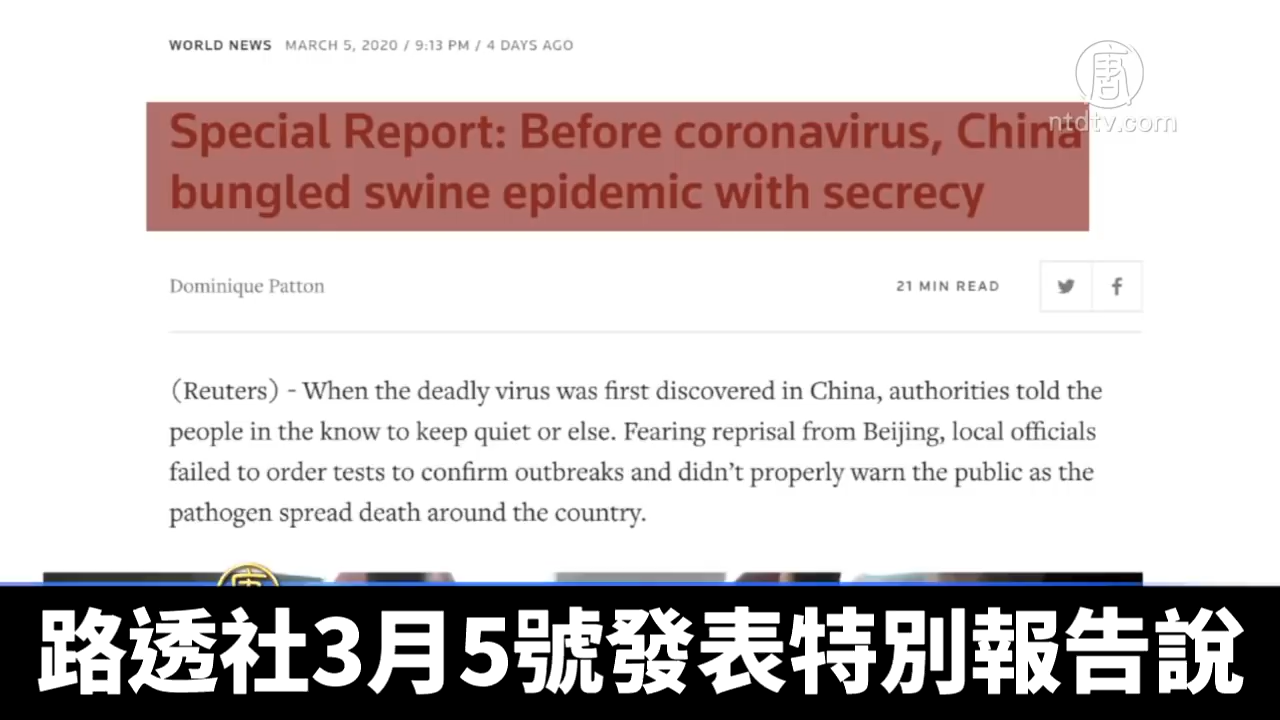 WORLD NEWS MARCH 5, 2020 / 9:13 PM / 4 DAYS AGO
唐
ntdtv.com
Special Report: Before coronavirus, China
bungled swine epidemic with secrecy
Dominique Patton
21 MIN READ
(Reuters) - When the deadly virus was first discovered in China, authorities told the
people in the know to keep quiet or else. Fearing reprisal from Beijing, local officials
failed to order tests to confirm outbreaks and didn't properly warn the public as the
pathogen spread death around the country.
唐
路透社3月5號發表特別報告說